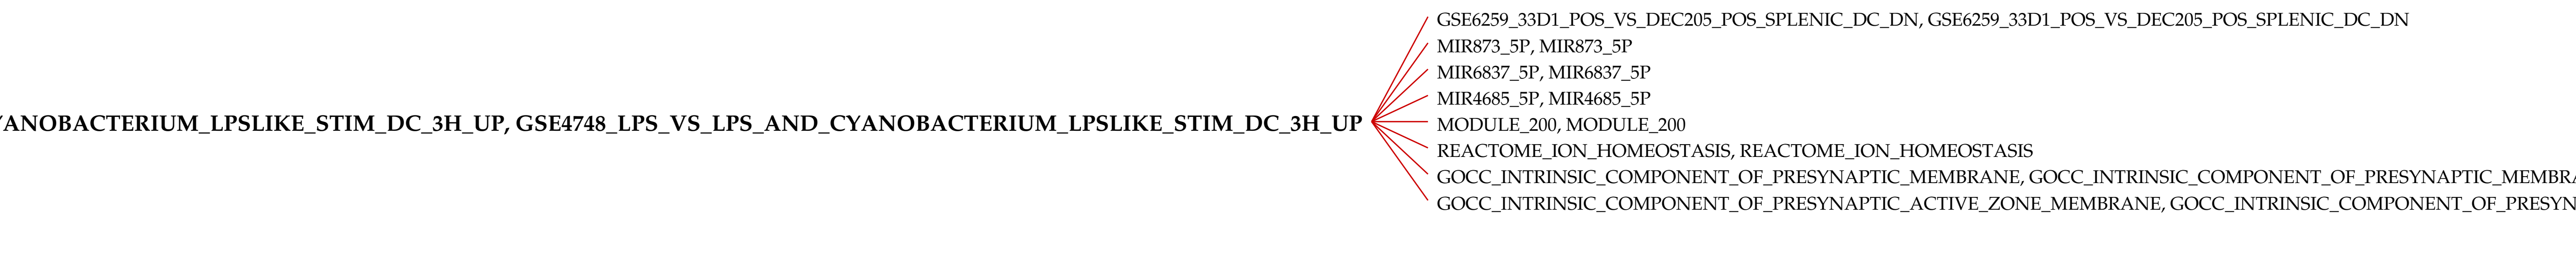 GSE6259_33D1_POS_VS_DEC205_POS_SPLENIC_DC_DN, GSE6259_33D1_POS_VS_DEC205_POS_SPLENIC_DC_DN
MIR873_5P, MIR873_5P
MIR6837_5P, MIR6837_5P
MIR4685_5P, MIR4685_5P
YANOBACTERIUM_LPSLIKE_STIM_DC_3H_UP, GSE4748_LPS_VS_LPS_AND_CYANOBACTERIUM_LPSLIKE_STIM_DC_3H_UP
MODULE_200, MODULE_200
REACTOME_ION_HOMEOSTASIS, REACTOME_ION_HOMEOSTASIS
GOCC_INTRINSIC_COMPONENT_OF_PRESYNAPTIC_MEMBRANE, GOCC_INTRINSIC_COMPONENT_OF_PRESYNAPTIC_MEMBRA
GOCC_INTRINSIC_COMPONENT_OF_PRESYNAPTIC_ACTIVE_ZONE_MEMBRANE, GOCC_INTRINSIC_COMPONENT_OF_PRESYN